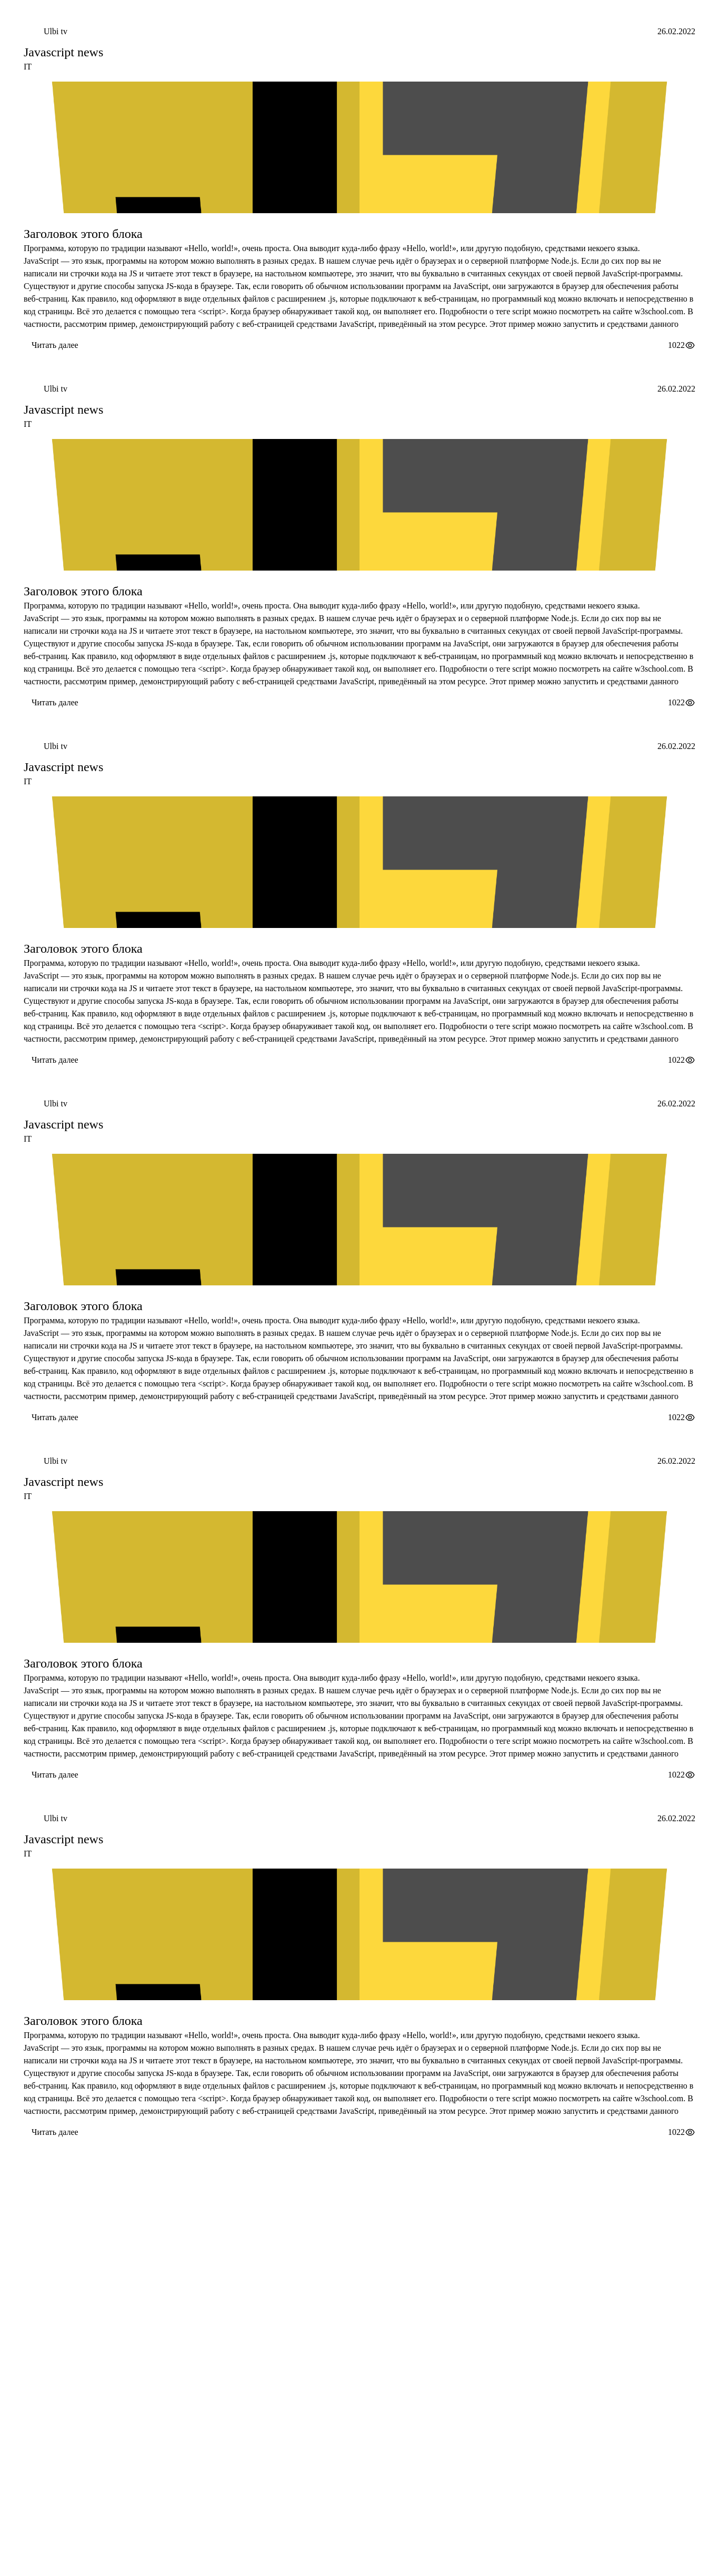 Ulbi tv 26.02.2022
Javascript news
IT
Заголовок этого блока
Программа, которую по традиции называют «Hello, world!», очень проста. Она выводит куда-либо фразу «Hello, world!», или другую подобную, средствами некоего языка.
JavaScript — это язык, программы на котором можно выполнять в разных средах. В нашем случае речь идёт о браузерах и о серверной платформе Node.js. Если до сих пор вы не
написали ни строчки кода на JS и читаете этот текст в браузере, на настольном компьютере, это значит, что вы буквально в считанных секундах от своей первой JavaScript-программы.
Существуют и другие способы запуска JS-кода в браузере. Так, если говорить об обычном использовании программ на JavaScript, они загружаются в браузер для обеспечения работы
веб-страниц. Как правило, код оформляют в виде отдельных файлов с расширением .js, которые подключают к веб-страницам, но программный код можно включать и непосредственно в
код страницы. Всё это делается с помощью тега <script>. Когда браузер обнаруживает такой код, он выполняет его. Подробности о теге script можно посмотреть на сайте w3school.com. В
частности, рассмотрим пример, демонстрирующий работу с веб-страницей средствами JavaScript, приведённый на этом ресурсе. Этот пример можно запустить и средствами данного
Читать далее 1022
Ulbi tv 26.02.2022
Javascript news
IT
Заголовок этого блока
Программа, которую по традиции называют «Hello, world!», очень проста. Она выводит куда-либо фразу «Hello, world!», или другую подобную, средствами некоего языка.
JavaScript — это язык, программы на котором можно выполнять в разных средах. В нашем случае речь идёт о браузерах и о серверной платформе Node.js. Если до сих пор вы не
написали ни строчки кода на JS и читаете этот текст в браузере, на настольном компьютере, это значит, что вы буквально в считанных секундах от своей первой JavaScript-программы.
Существуют и другие способы запуска JS-кода в браузере. Так, если говорить об обычном использовании программ на JavaScript, они загружаются в браузер для обеспечения работы
веб-страниц. Как правило, код оформляют в виде отдельных файлов с расширением .js, которые подключают к веб-страницам, но программный код можно включать и непосредственно в
код страницы. Всё это делается с помощью тега <script>. Когда браузер обнаруживает такой код, он выполняет его. Подробности о теге script можно посмотреть на сайте w3school.com. В
частности, рассмотрим пример, демонстрирующий работу с веб-страницей средствами JavaScript, приведённый на этом ресурсе. Этот пример можно запустить и средствами данного
Читать далее 1022
Ulbi tv 26.02.2022
Javascript news
IT
Заголовок этого блока
Программа, которую по традиции называют «Hello, world!», очень проста. Она выводит куда-либо фразу «Hello, world!», или другую подобную, средствами некоего языка.
JavaScript — это язык, программы на котором можно выполнять в разных средах. В нашем случае речь идёт о браузерах и о серверной платформе Node.js. Если до сих пор вы не
написали ни строчки кода на JS и читаете этот текст в браузере, на настольном компьютере, это значит, что вы буквально в считанных секундах от своей первой JavaScript-программы.
Существуют и другие способы запуска JS-кода в браузере. Так, если говорить об обычном использовании программ на JavaScript, они загружаются в браузер для обеспечения работы
веб-страниц. Как правило, код оформляют в виде отдельных файлов с расширением .js, которые подключают к веб-страницам, но программный код можно включать и непосредственно в
код страницы. Всё это делается с помощью тега <script>. Когда браузер обнаруживает такой код, он выполняет его. Подробности о теге script можно посмотреть на сайте w3school.com. В
частности, рассмотрим пример, демонстрирующий работу с веб-страницей средствами JavaScript, приведённый на этом ресурсе. Этот пример можно запустить и средствами данного
Читать далее 1022
Ulbi tv 26.02.2022
Javascript news
IT
Заголовок этого блока
Программа, которую по традиции называют «Hello, world!», очень проста. Она выводит куда-либо фразу «Hello, world!», или другую подобную, средствами некоего языка.
JavaScript — это язык, программы на котором можно выполнять в разных средах. В нашем случае речь идёт о браузерах и о серверной платформе Node.js. Если до сих пор вы не
написали ни строчки кода на JS и читаете этот текст в браузере, на настольном компьютере, это значит, что вы буквально в считанных секундах от своей первой JavaScript-программы.
Существуют и другие способы запуска JS-кода в браузере. Так, если говорить об обычном использовании программ на JavaScript, они загружаются в браузер для обеспечения работы
веб-страниц. Как правило, код оформляют в виде отдельных файлов с расширением .js, которые подключают к веб-страницам, но программный код можно включать и непосредственно в
код страницы. Всё это делается с помощью тега <script>. Когда браузер обнаруживает такой код, он выполняет его. Подробности о теге script можно посмотреть на сайте w3school.com. В
частности, рассмотрим пример, демонстрирующий работу с веб-страницей средствами JavaScript, приведённый на этом ресурсе. Этот пример можно запустить и средствами данного
Читать далее 1022
Ulbi tv 26.02.2022
Javascript news
IT
Заголовок этого блока
Программа, которую по традиции называют «Hello, world!», очень проста. Она выводит куда-либо фразу «Hello, world!», или другую подобную, средствами некоего языка.
JavaScript — это язык, программы на котором можно выполнять в разных средах. В нашем случае речь идёт о браузерах и о серверной платформе Node.js. Если до сих пор вы не
написали ни строчки кода на JS и читаете этот текст в браузере, на настольном компьютере, это значит, что вы буквально в считанных секундах от своей первой JavaScript-программы.
Существуют и другие способы запуска JS-кода в браузере. Так, если говорить об обычном использовании программ на JavaScript, они загружаются в браузер для обеспечения работы
веб-страниц. Как правило, код оформляют в виде отдельных файлов с расширением .js, которые подключают к веб-страницам, но программный код можно включать и непосредственно в
код страницы. Всё это делается с помощью тега <script>. Когда браузер обнаруживает такой код, он выполняет его. Подробности о теге script можно посмотреть на сайте w3school.com. В
частности, рассмотрим пример, демонстрирующий работу с веб-страницей средствами JavaScript, приведённый на этом ресурсе. Этот пример можно запустить и средствами данного
Читать далее 1022
Ulbi tv 26.02.2022
Javascript news
IT
Заголовок этого блока
Программа, которую по традиции называют «Hello, world!», очень проста. Она выводит куда-либо фразу «Hello, world!», или другую подобную, средствами некоего языка.
JavaScript — это язык, программы на котором можно выполнять в разных средах. В нашем случае речь идёт о браузерах и о серверной платформе Node.js. Если до сих пор вы не
написали ни строчки кода на JS и читаете этот текст в браузере, на настольном компьютере, это значит, что вы буквально в считанных секундах от своей первой JavaScript-программы.
Существуют и другие способы запуска JS-кода в браузере. Так, если говорить об обычном использовании программ на JavaScript, они загружаются в браузер для обеспечения работы
веб-страниц. Как правило, код оформляют в виде отдельных файлов с расширением .js, которые подключают к веб-страницам, но программный код можно включать и непосредственно в
код страницы. Всё это делается с помощью тега <script>. Когда браузер обнаруживает такой код, он выполняет его. Подробности о теге script можно посмотреть на сайте w3school.com. В
частности, рассмотрим пример, демонстрирующий работу с веб-страницей средствами JavaScript, приведённый на этом ресурсе. Этот пример можно запустить и средствами данного
Читать далее 1022